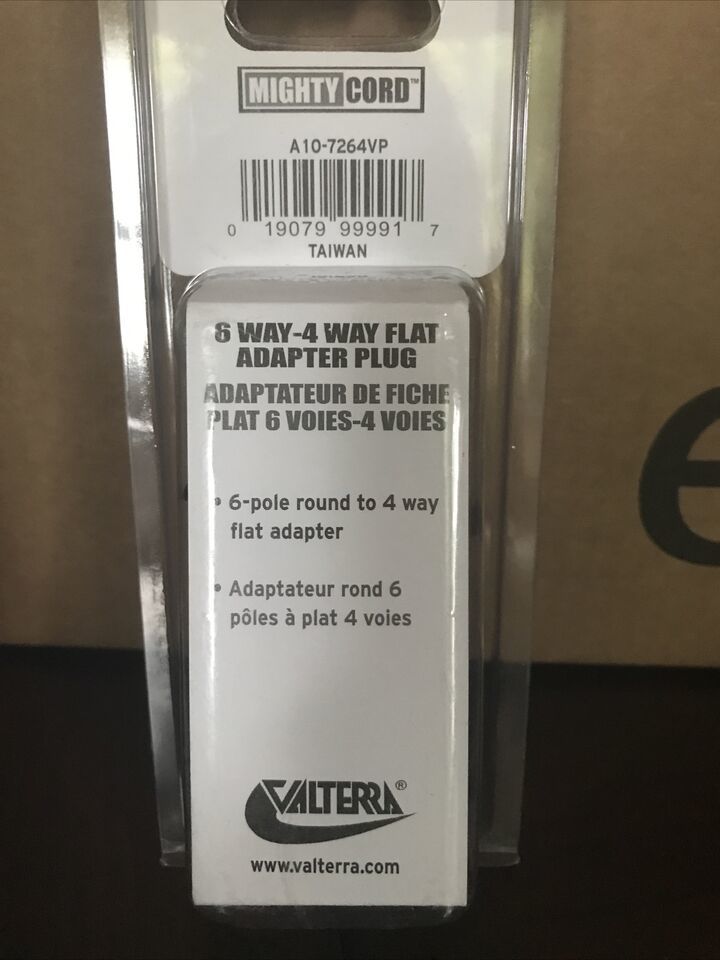 MIGHTY CORD™
A10-7264VP
0 19079 99991 7
TAIWAN
6 WAY-4 WAY FLAT
ADAPTER PLUG
ADAPTATEUR DE FICHE
PLAT 6 VOIES-4 VOIES
• 6-pole round to 4 way
flat adapter
• Adaptateur rond 6
pôles à plat 4 voies
VALTERRA®
www.valterra.com
e